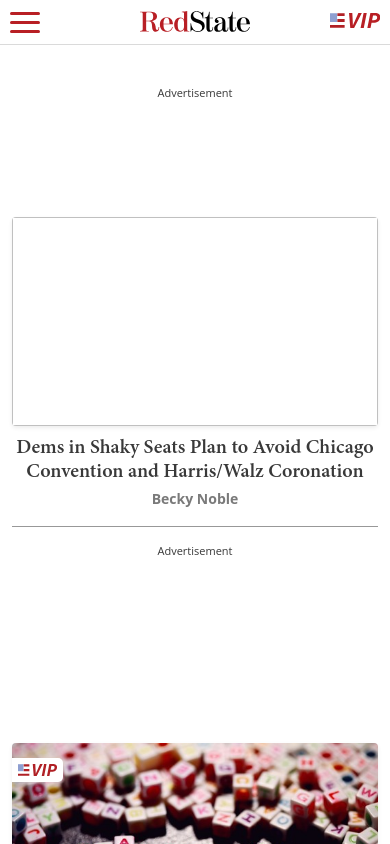 RedState
VIP
Advertisement
Dems in Shaky Seats Plan to Avoid Chicago
Convention and Harris/Walz Coronation
Becky Noble
Advertisement
VIP